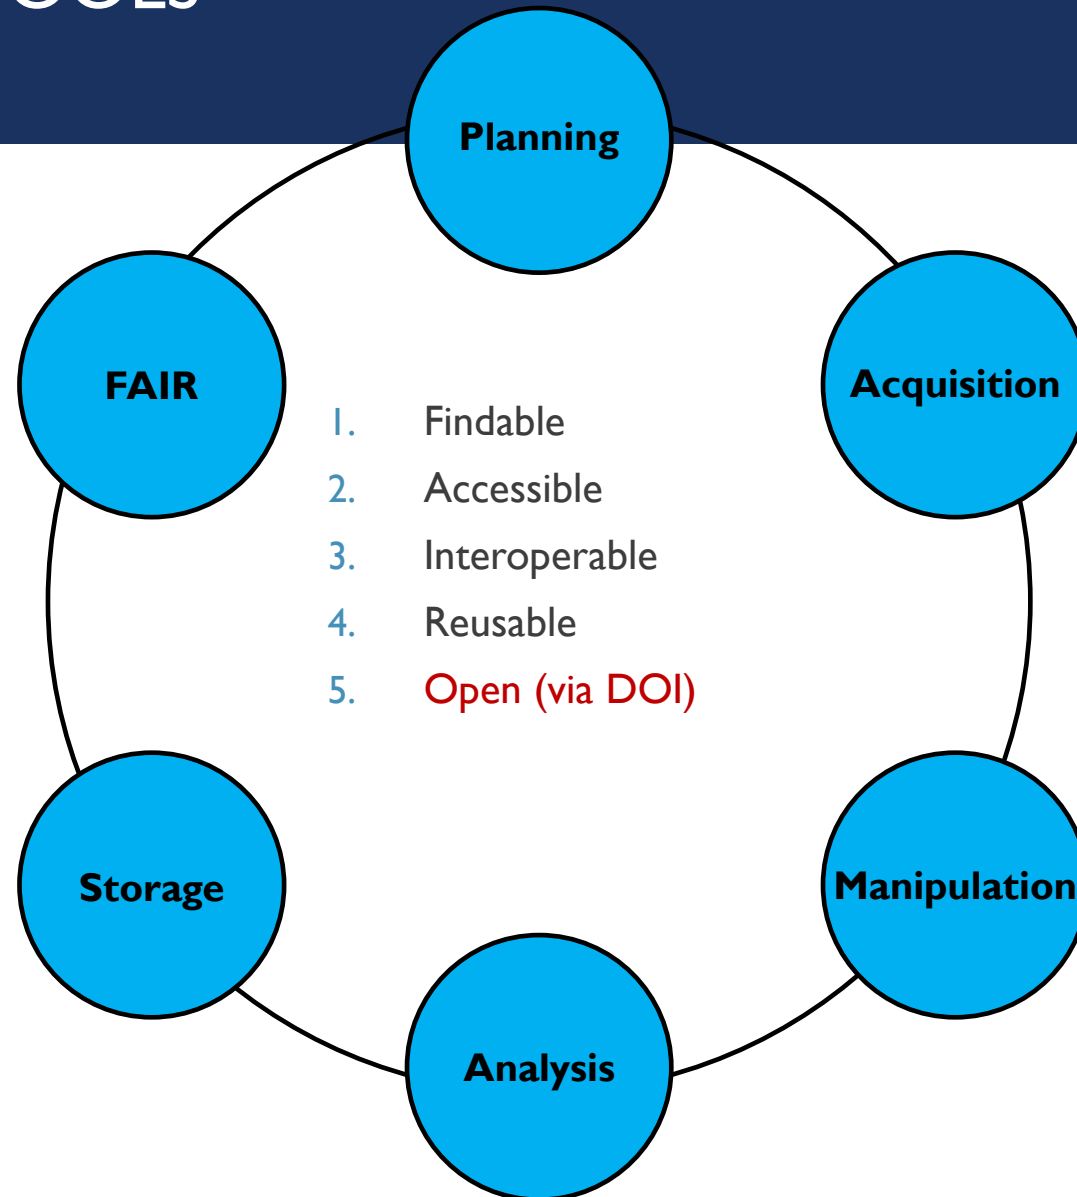 Planning
FAIR
Acquisition
1. Findable
2. Accessible
3. Interoperable
4. Reusable
5. Open (via DOI)
Storage
Manipulation
Analysis